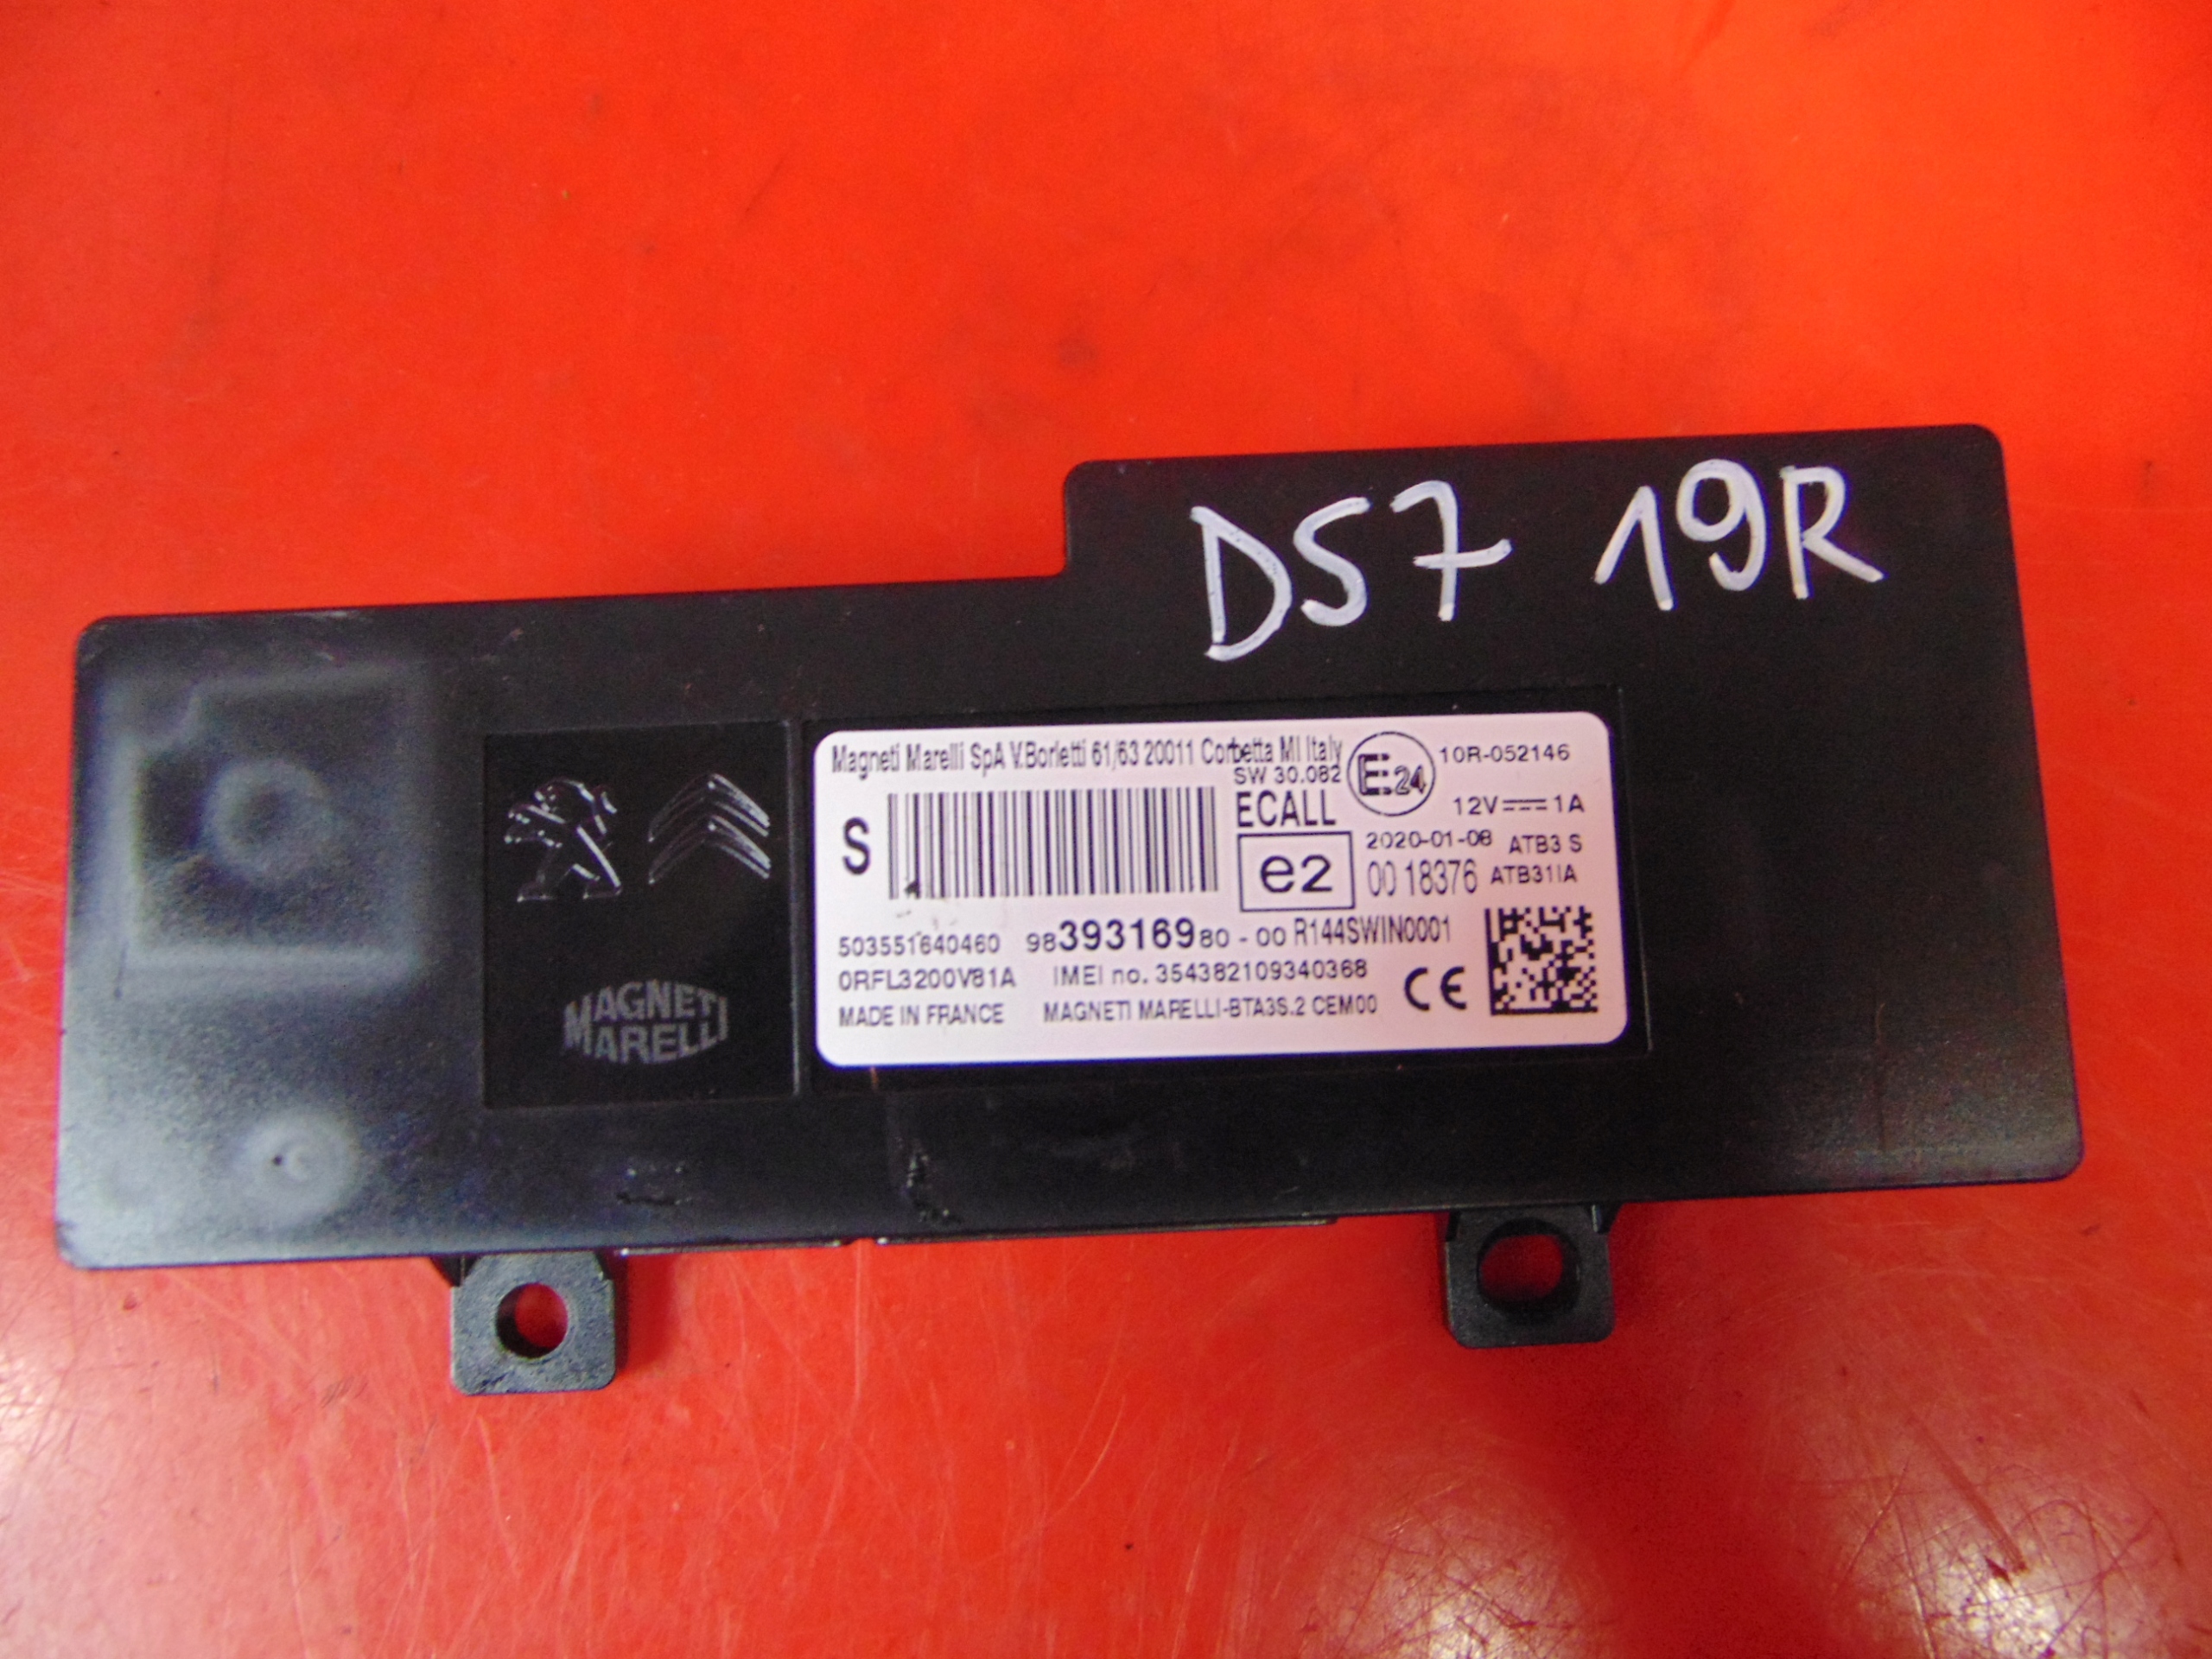 DS7 19R
Magneti Marelli SpA V.Borletti 61/63 20011 Corbetta MI Italy
SW 30.082
E24
10R-052146
S
ECALL
12V 1A
e2
2020-01-08 ATB3 S
00 18376 ATB31IA
503551640460 9839316980-00 R144SWIN0001
0RFL3200V81A IMEI no. 354382109340368
CE
MADE IN FRANCE MAGNETI MARELLI-BTA3S.2 CEM00
MAGNETI
MARELLI